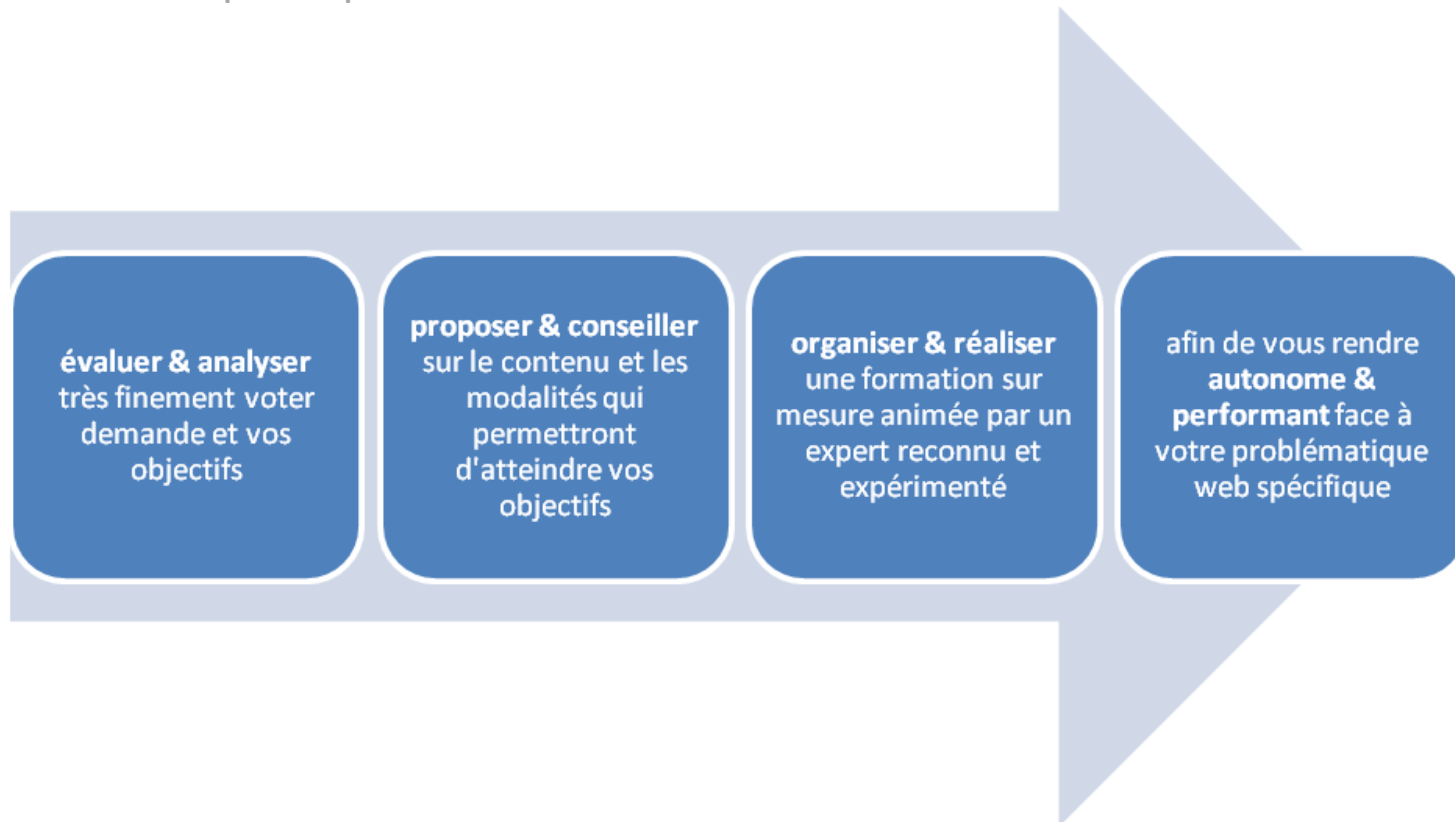 évaluer & analyser
très finement voter
demande et vos
objectifs
proposer & conseiller
sur le contenu et les
modalités qui
permettront
d'atteindre vos
objectifs
organiser & réaliser
une formation sur
mesure animée par un
expert reconnu et
expérimenté
afin de vous rendre
autonome &
performant face à
votre problématique
web spécifique